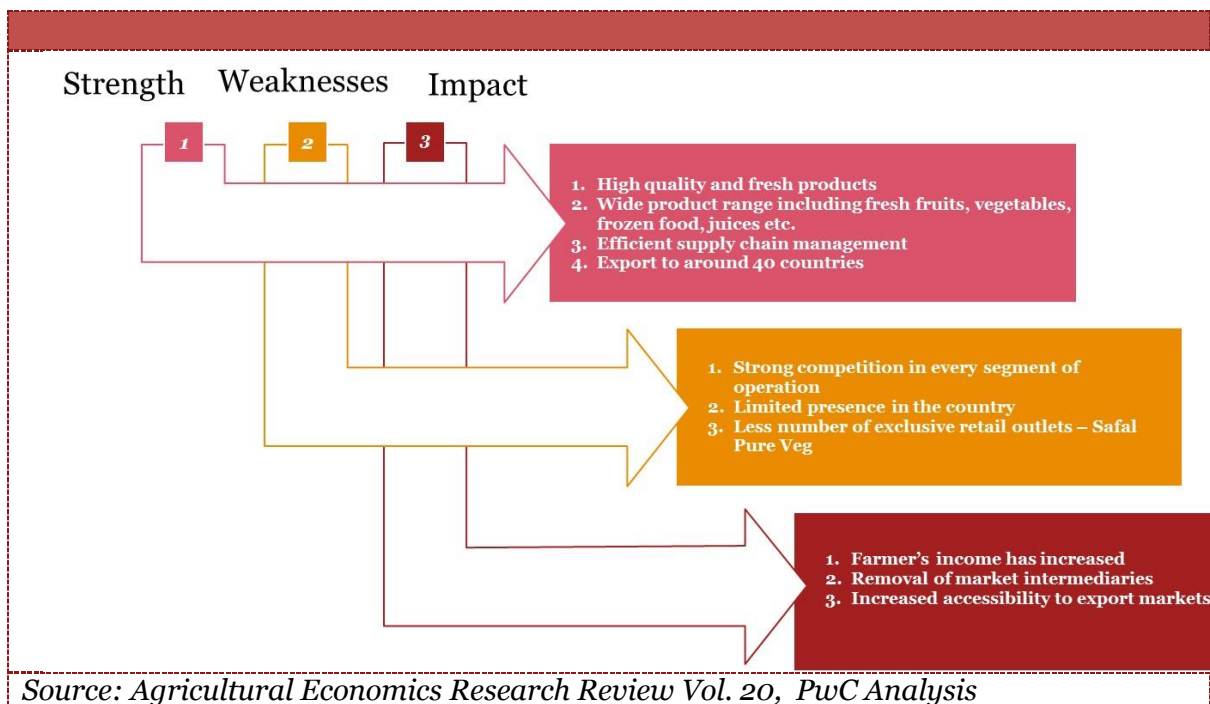 Strength Weaknesses Impact
1 2 3
1. High quality and fresh products
2. Wide product range including fresh fruits, vegetables,
frozen food, juices etc.
3. Efficient supply chain management
4. Export to around 40 countries
1. Strong competition in every segment of
operation
2. Limited presence in the country
3. Less number of exclusive retail outlets – Safal
Pure Veg
1. Farmer's income has increased
2. Removal of market intermediaries
3. Increased accessibility to export markets
Source: Agricultural Economics Research Review Vol. 20, PwC Analysis